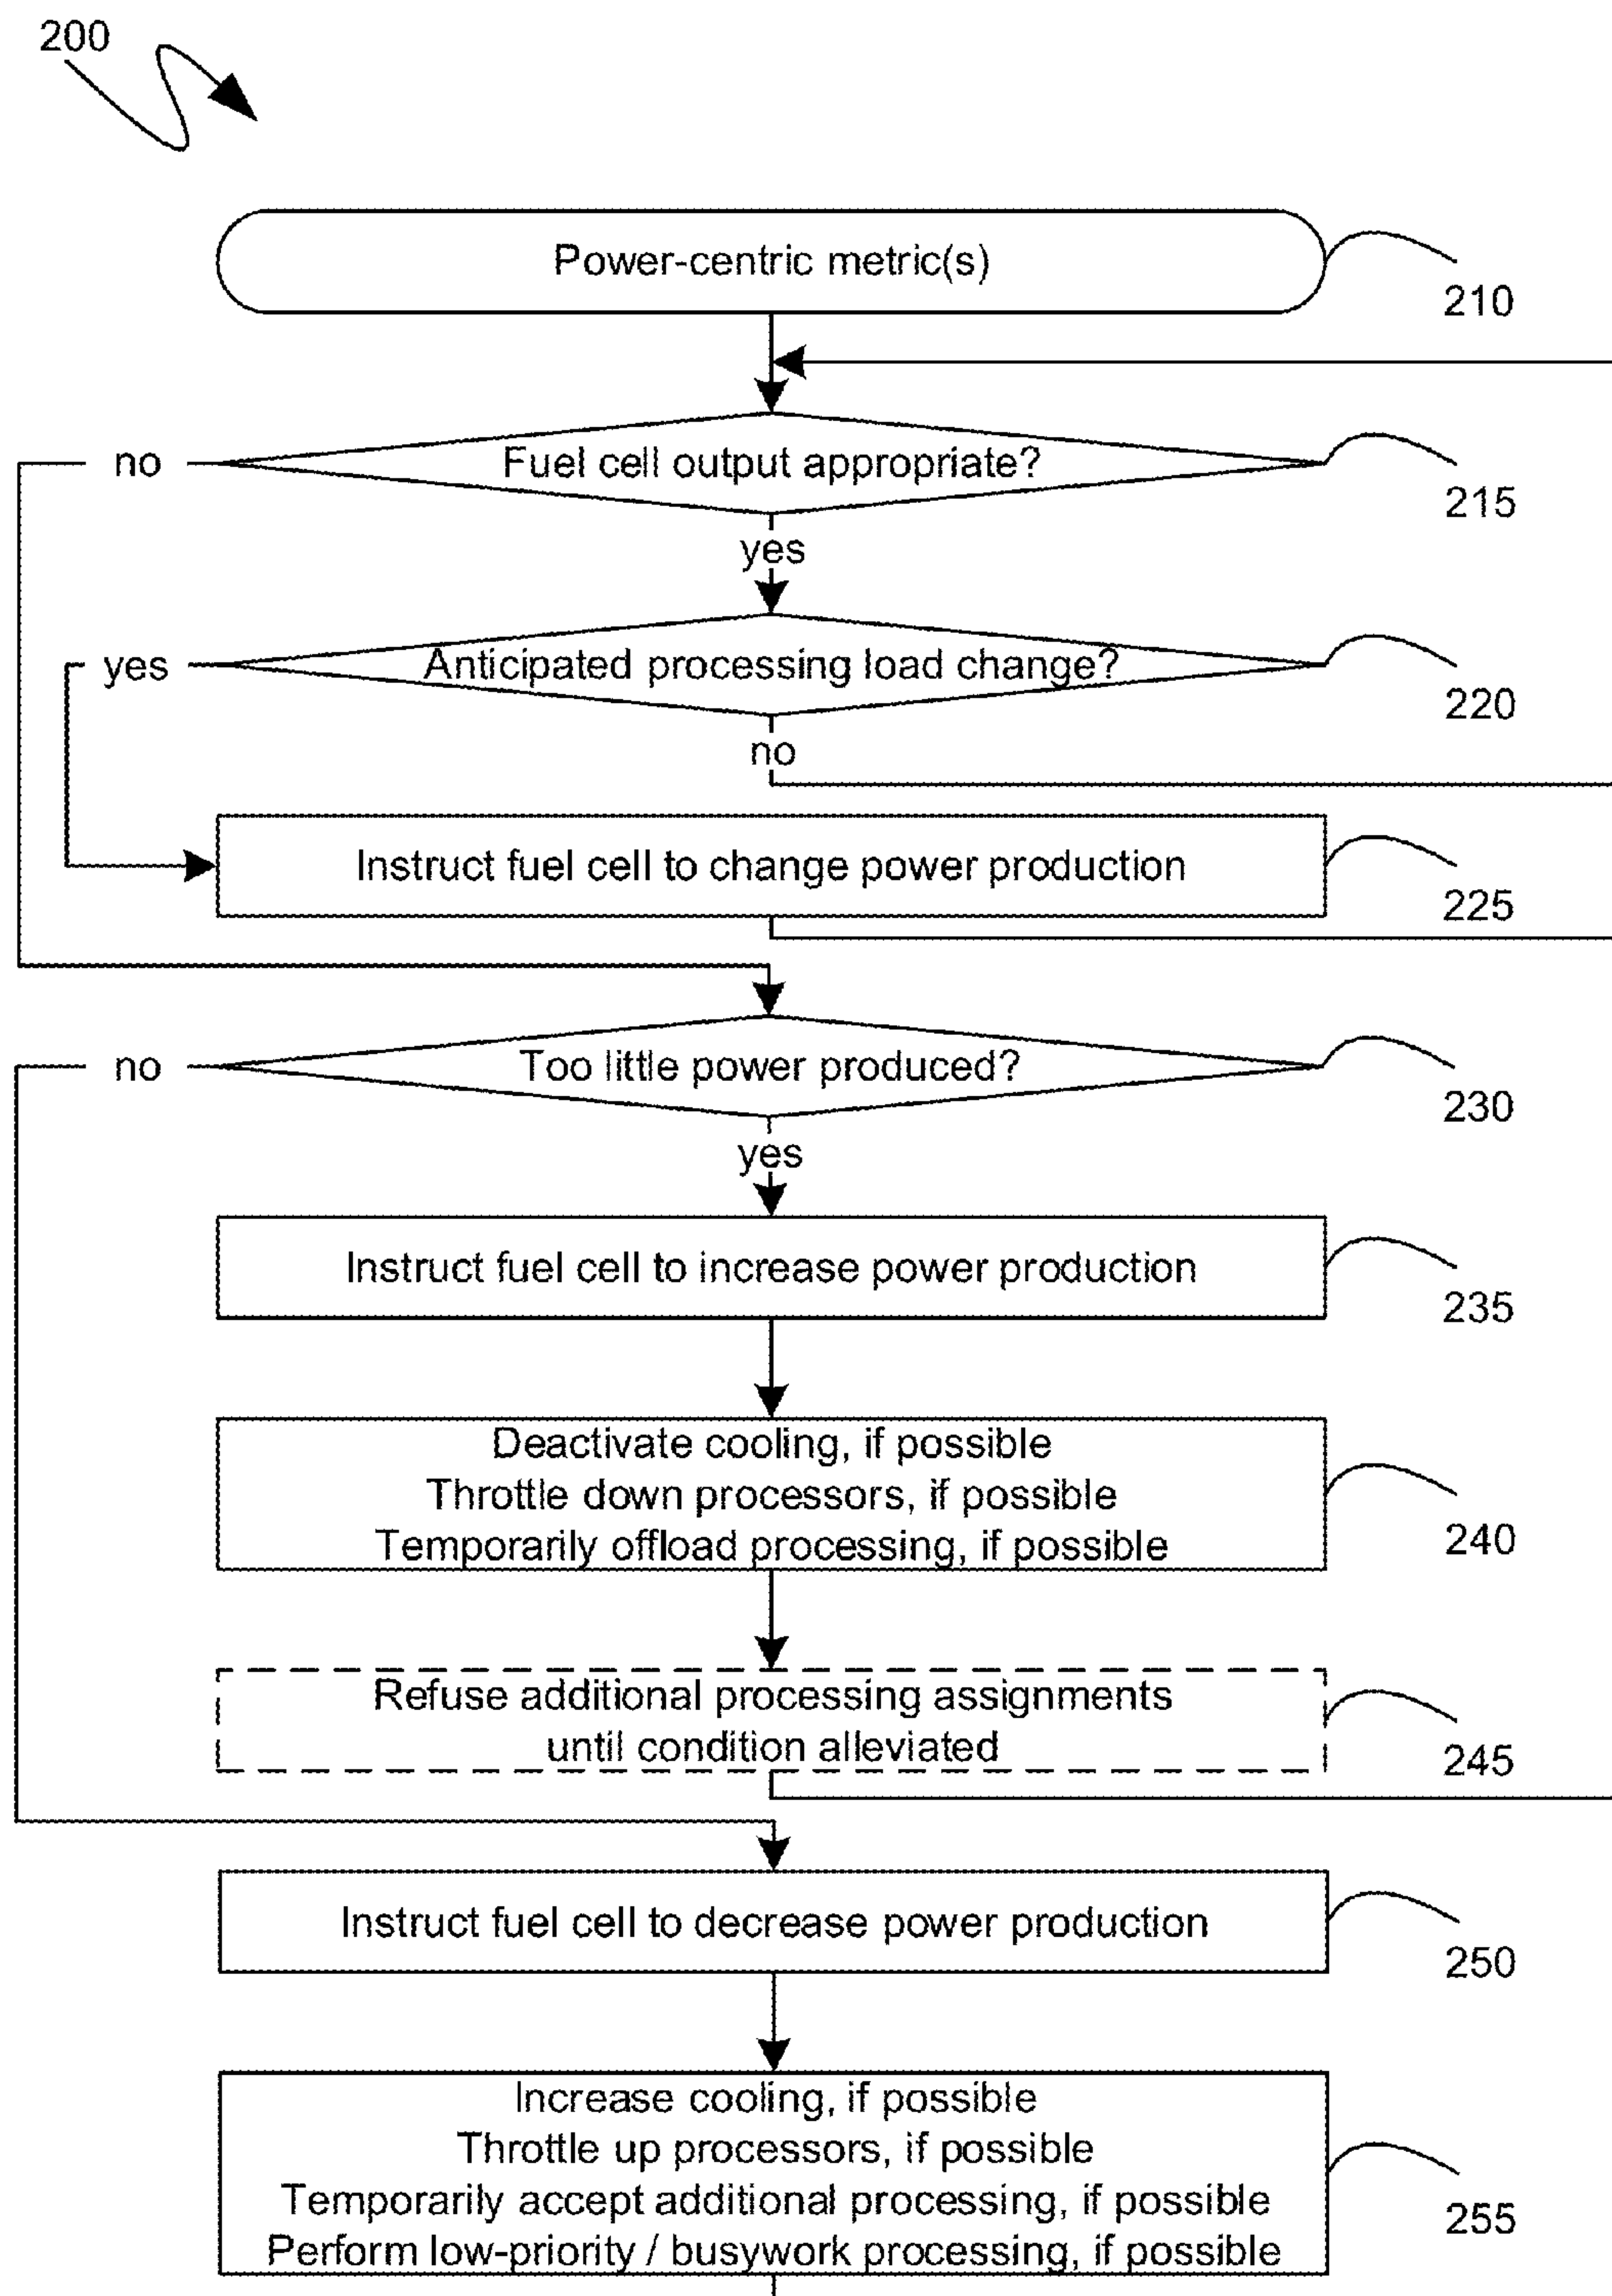 200
Power-centric metric(s)
210
no
Fuel cell output appropriate?
215
yes
yes
Anticipated processing load change?
220
no
Instruct fuel cell to change power production
225
no
Too little power produced?
230
yes
Instruct fuel cell to increase power production
235
Deactivate cooling, if possible
Throttle down processors, if possible
Temporarily offload processing, if possible
240
Refuse additional processing assignments
until condition alleviated
245
Instruct fuel cell to decrease power production
250
Increase cooling, if possible
Throttle up processors, if possible
Temporarily accept additional processing, if possible
Perform low-priority / busywork processing, if possible
255